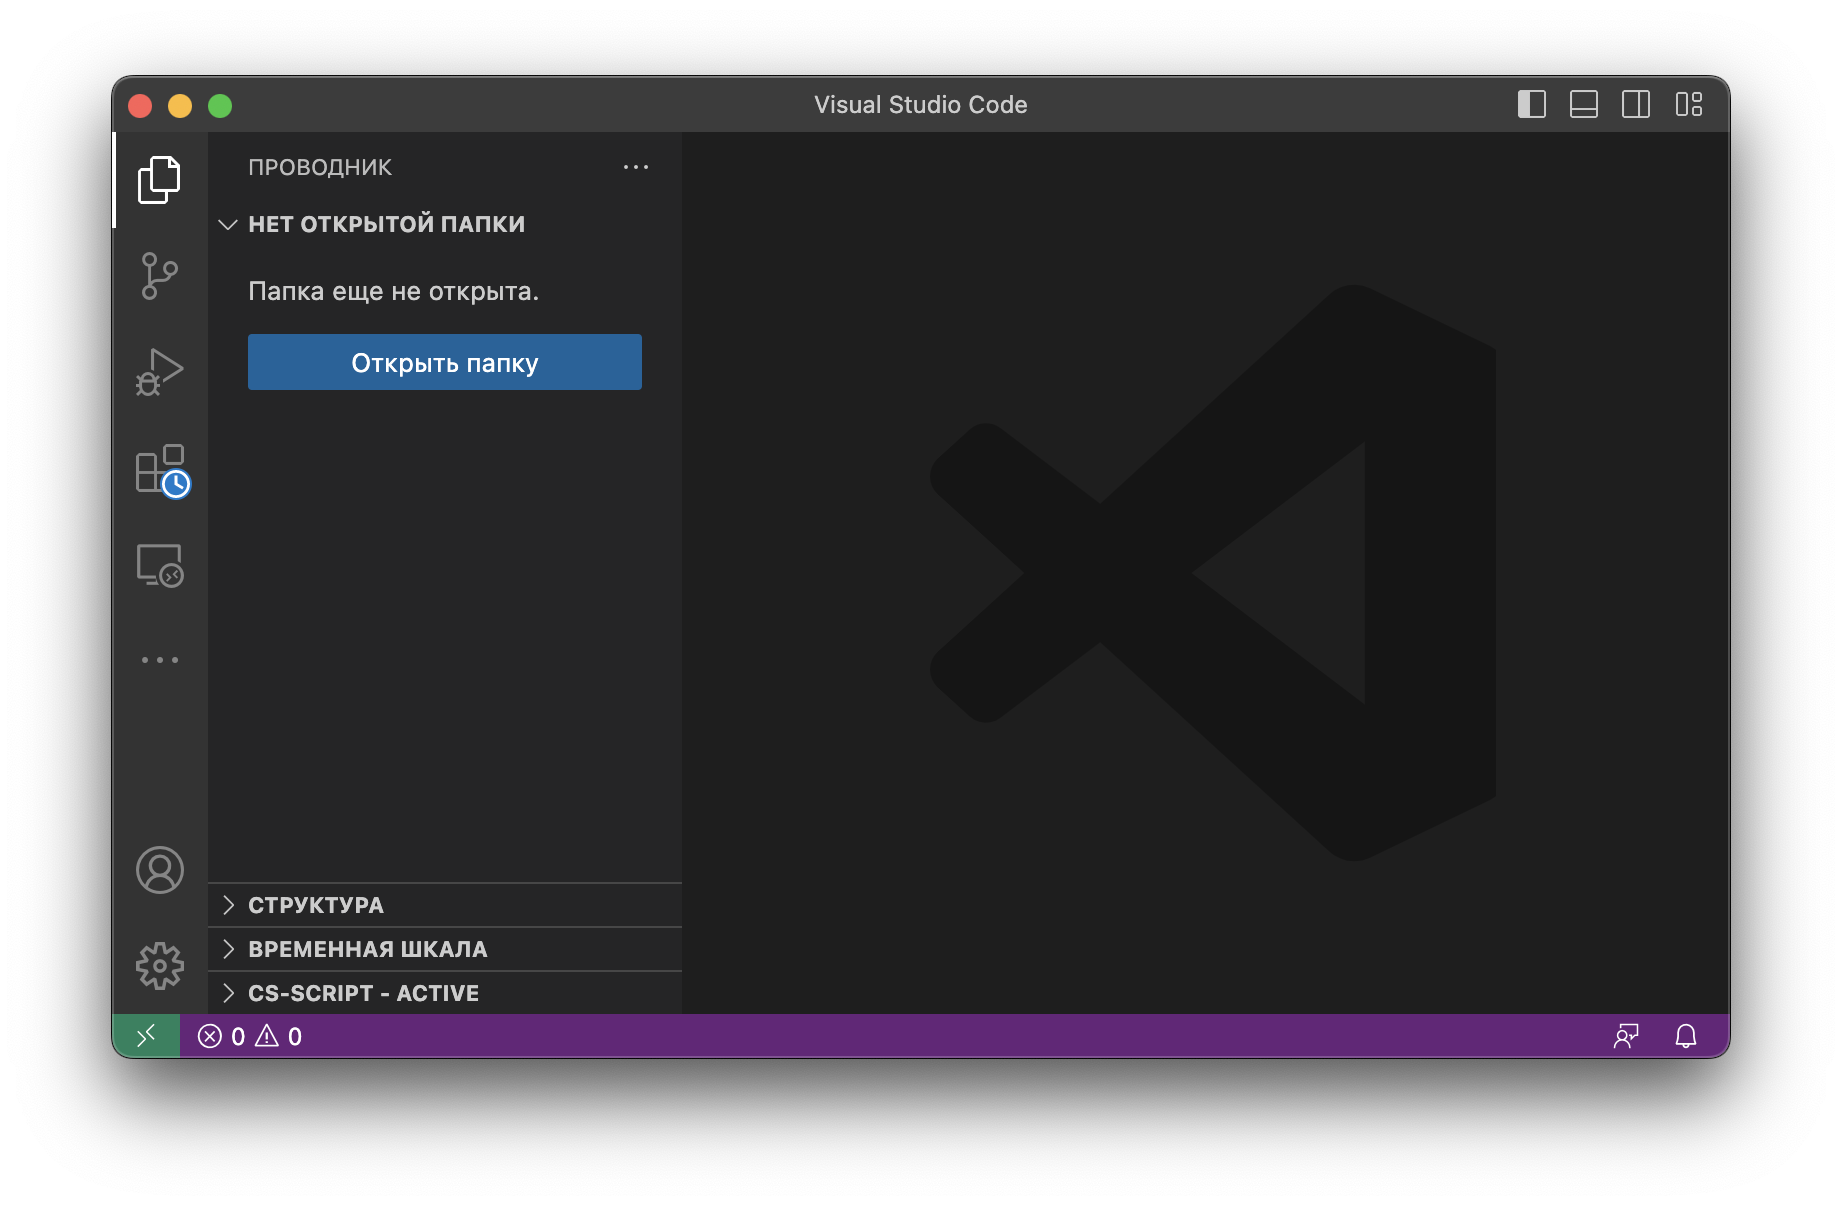 Visual Studio Code
ПРОВОДНИК
НЕТ ОТКРЫТОЙ ПАПКИ
Папка еще не открыта.
Открыть папку
СТРУКТУРА
ВРЕМЕННАЯ ШКАЛА
CS-SCRIPT - ACTIVE
0 0